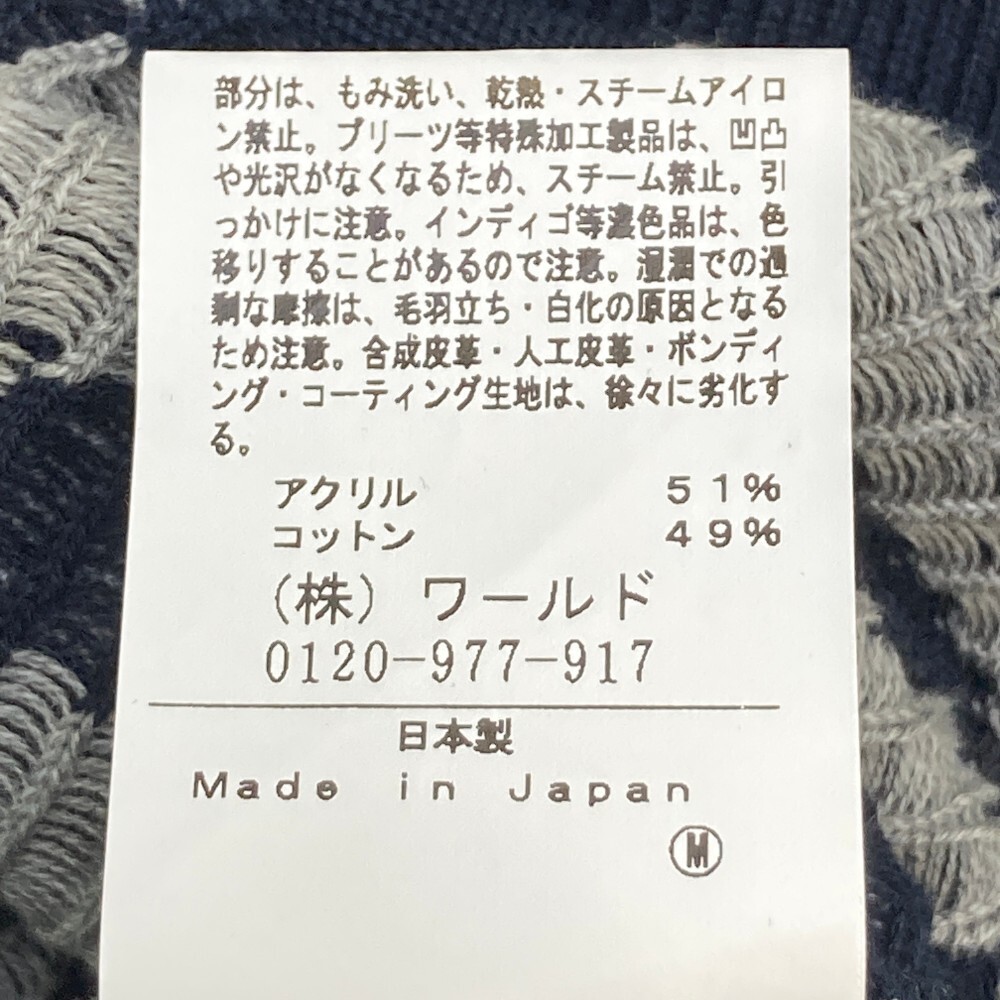 部分は、もみ洗い、乾熱・スチームアイロ
ン禁止。プリーツ等特殊加工製品は、凹凸
や光沢がなくなるため、スチーム禁止。引
っかけに注意。インディゴ等濃色品は、色
移りすることがあるので注意。湿潤での過
剰な摩擦は、毛羽立ち・白化の原因となる
ため注意。合成皮革・人工皮革・ボンディ
ング・コーティング生地は、徐々に劣化す
る。
アクリル 51%
コットン 49%
(株) ワールド
0120-977-917
日本製
Made in Japan
M